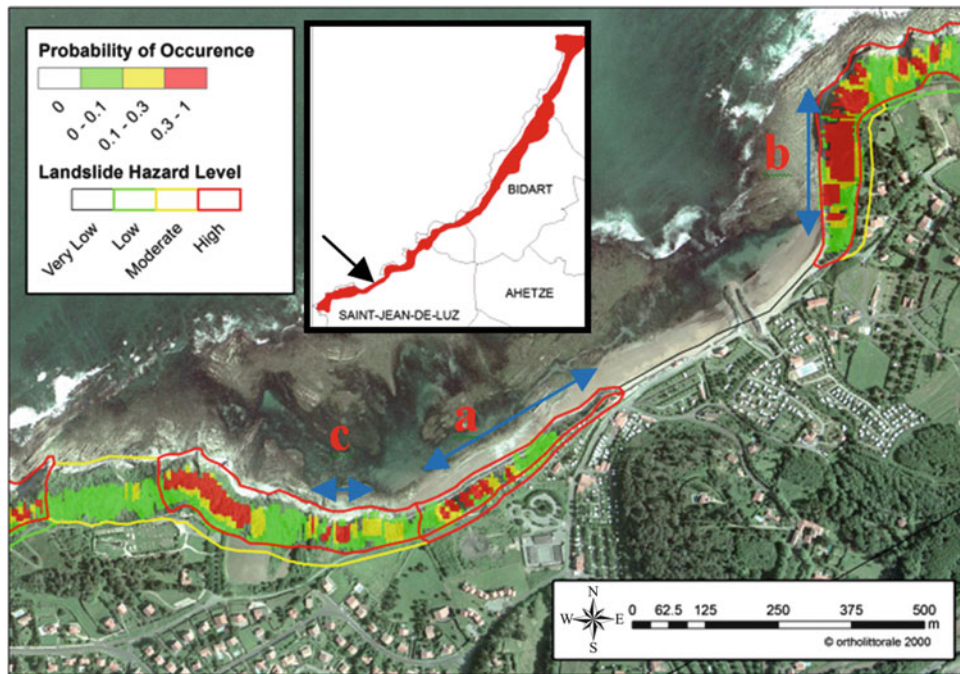 Probability of Occurence
0
0 - 0.1
0.1 - 0.3
0.3 - 1
Landslide Hazard Level
Very Low
Low
Moderate
High
BIDART
AHETZE
SAINT-JEAN-DE-LUZ
b
a
c
N
W E
S
0 62.5 125 250 375 500
m
© ortholittorale 2000